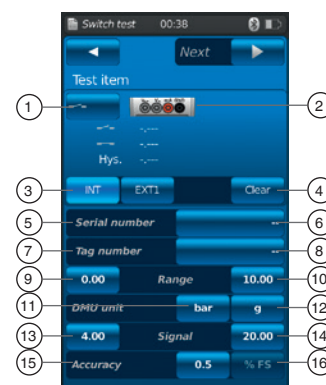 Switch test 00:38
Next
Test item
1
2
-,---
-,---
Hys. -,---
3 INT EXT1 Clear 4
5 Serial number -- 6
7 Tag number -- 8
9 0.00 Range 10.00 10
11 DMU unit bar g 12
13 4.00 Signal 20.00 14
15 Accuracy 0.5 % FS 16